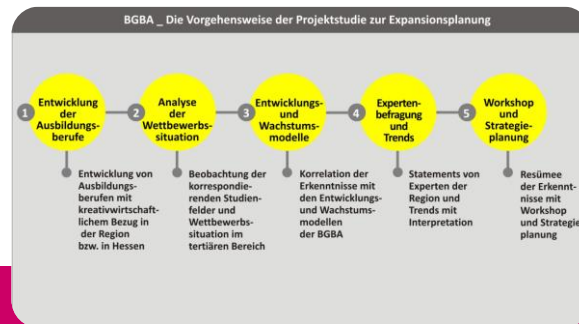 BGBA _ Die Vorgehensweise der Projektstudie zur Expansionsplanung
1
Entwicklung
der
Ausbildungs-
berufe
2
Analyse
der
Wettbewerbs-
situation
3
Entwicklungs-
und
Wachstums-
modelle
4
Experten-
befragung
und
Trends
5
Workshop
und
Strategie-
planung
Entwicklung von
Ausbildungs-
berufen mit
kreativwirtschaft-
lichem Bezug in
der Region
bzw. in Hessen
Beobachtung der
korrespondie-
renden Studien-
felder und
Wettbewerbs-
situation im
tertiären Bereich
Korrelation der
Erkenntnisse mit
den Entwicklungs-
und Wachstums-
modellen
der BGBA
Statements von
Experten der
Region und
Trends mit
Interpretation
Resümee
der Erkennt-
nisse mit
Workshop
und Strategie
planung